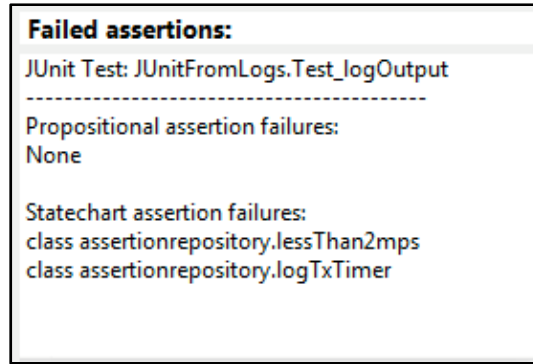 Failed assertions:
JUnit Test: JUnitFromLogs.Test_logOutput
------------------------------------------
Propositional assertion failures:
None
Statechart assertion failures:
class assertionrepository.lessThan2mps
class assertionrepository.logTxTimer